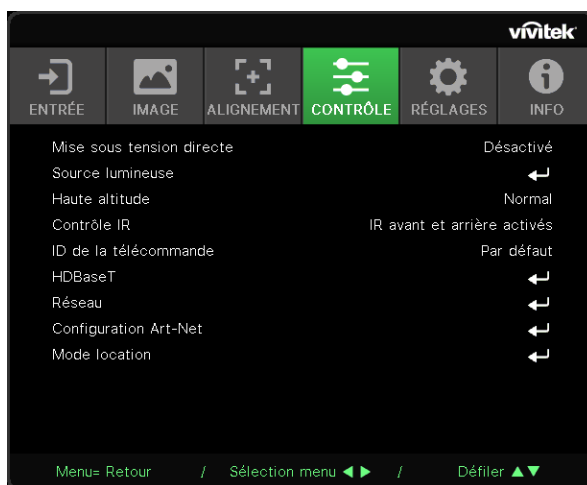 vivitek
ENTRÉE IMAGE ALIGNEMENT CONTRÔLE RÉGLAGES INFO
Mise sous tension directe Désactivé
Source lumineuse
Haute altitude Normal
Contrôle IR IR avant et arrière activés
ID de la télécommande Par défaut
HDBaseT
Réseau
Configuration Art-Net
Mode location
Menu= Retour / Sélection menu ◀ ▶ / Défiler ▲▼